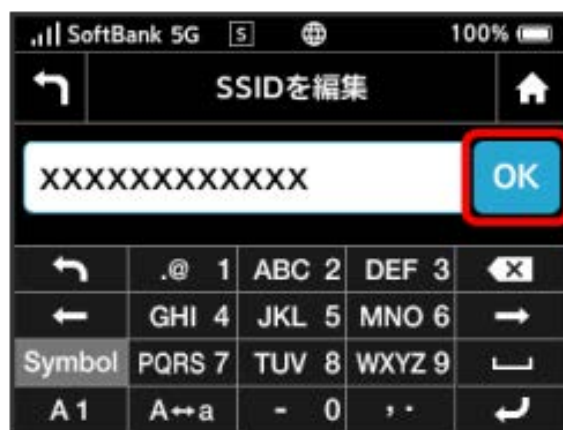 SoftBank 5G S 100%
SSIDを編集
XXXXXXXXXXXX OK
.@ 1 ABC 2 DEF 3
GHI 4 JKL 5 MNO 6
Symbol PQRS 7 TUV 8 WXYZ 9
A 1 A↔a - 0 , .